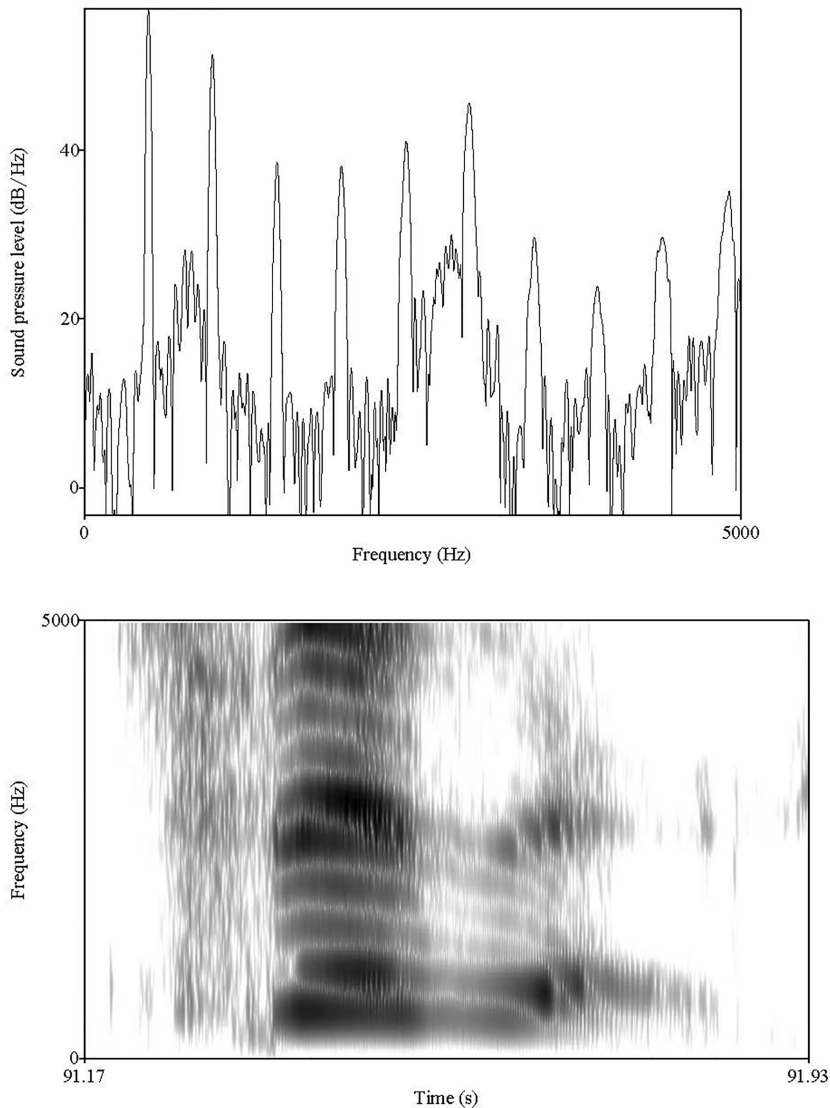 Sound pressure level (dB/Hz)
40
20
0
0
5000
Frequency (Hz)
5000
Frequency (Hz)
0
91.17
91.93
Time (s)